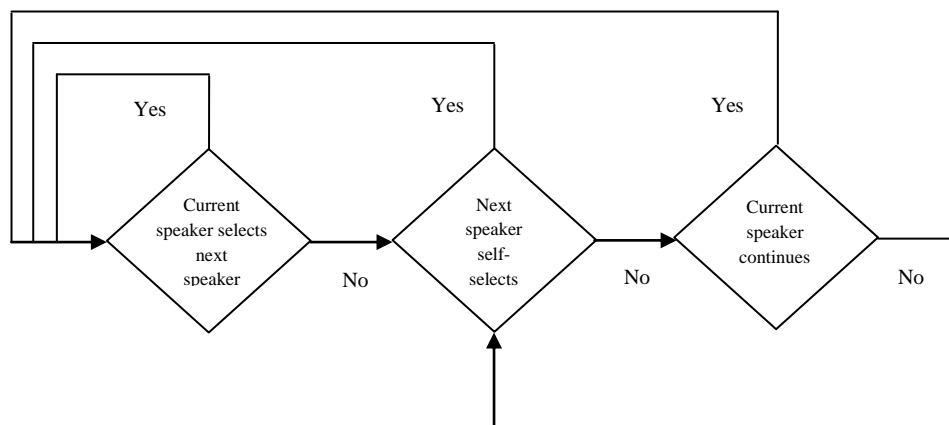 Yes
Yes
Yes
Current
speaker selects
next
speaker
No
Next
speaker
self-
selects
No
Current
speaker
continues
No